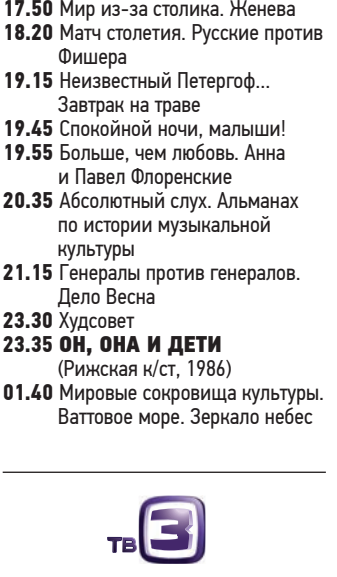 17.50 Мир из-за столика. Женева
18.20 Матч столетия. Русские против
Фишера
19.15 Неизвестный Петергоф...
Завтрак на траве
19.45 Спокойной ночи, малыши!
19.55 Больше, чем любовь. Анна
и Павел Флоренские
20.35 Абсолютный слух. Альманах
по истории музыкальной
культуры
21.15 Генералы против генералов.
Дело Весна
23.30 Худсовет
23.35 ОН, ОНА И ДЕТИ
(Рижская к/ст, 1986)
01.40 Мировые сокровища культуры.
Ваттовое море. Зеркало небес
ТВ 3